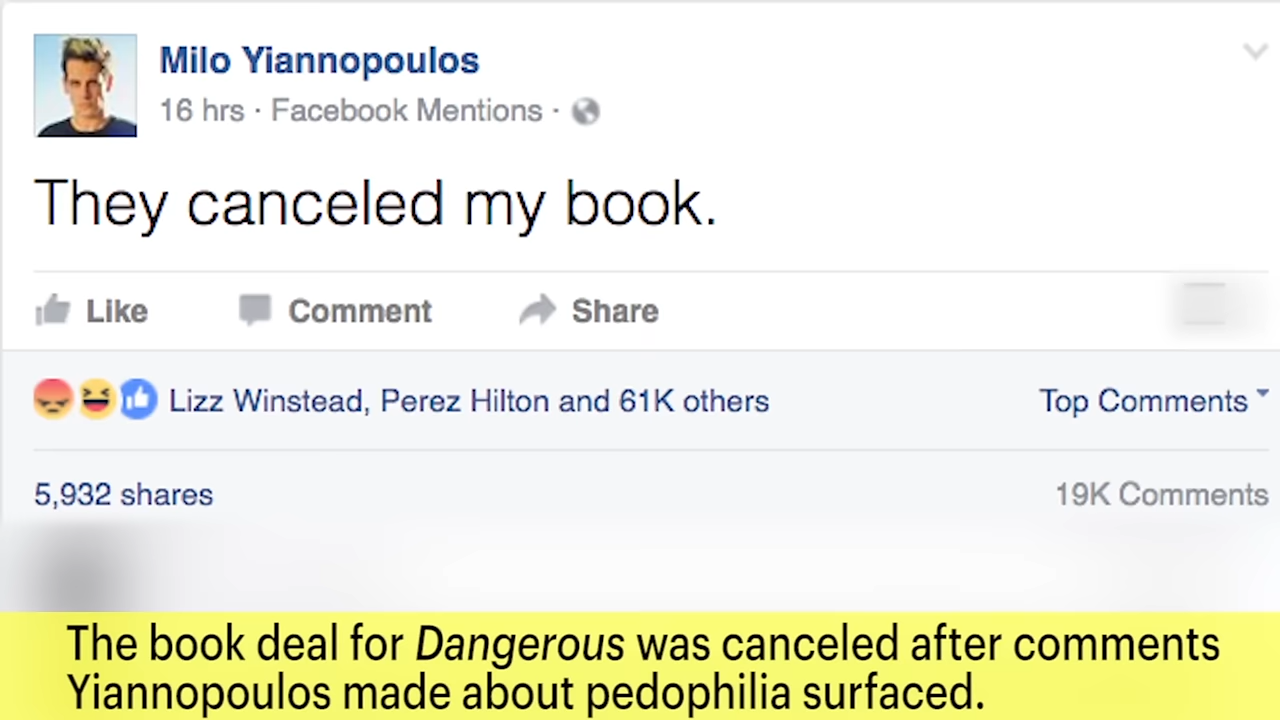 Milo Yiannopoulos
16 hrs · Facebook Mentions ·
They canceled my book.
Like Comment Share
Lizz Winstead, Perez Hilton and 61K others Top Comments
5,932 shares 19K Comments
The book deal for Dangerous was canceled after comments
Yiannopoulos made about pedophilia surfaced.